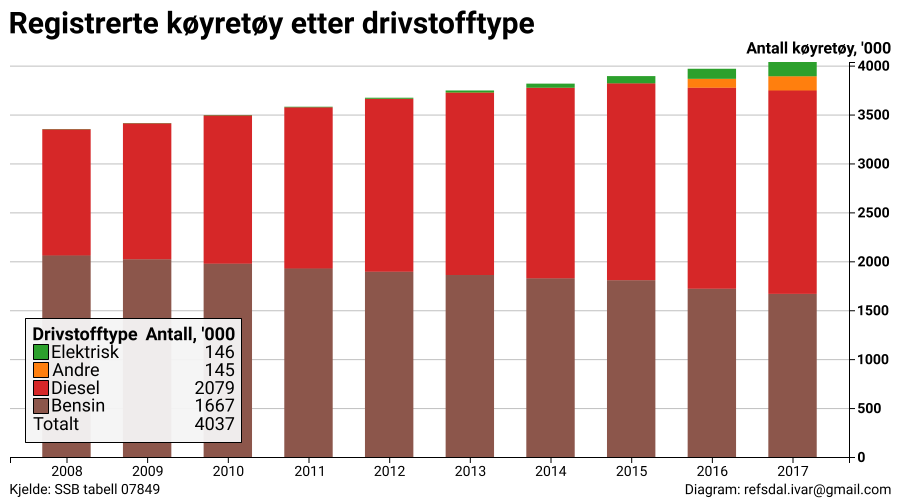 Registrerte køyretøy etter drivstofftype
Antall køyretøy, '000
4000
3500
3000
2500
2000
1500
1000
500
0
Drivstofftype Antall, '000
Elektrisk 146
Andre 145
Diesel 2079
Bensin 1667
Totalt 4037
2008 2009 2010 2011 2012 2013 2014 2015 2016 2017
Kjelde: SSB tabell 07849
Diagram: refsdal.ivar@gmail.com